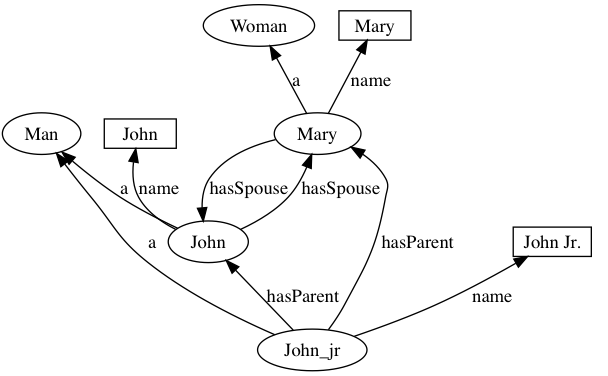 Woman
Mary
a
name
Man
John
Mary
a
name
hasSpouse
hasSpouse
a
John
hasParent
John Jr.
hasParent
name
John_jr